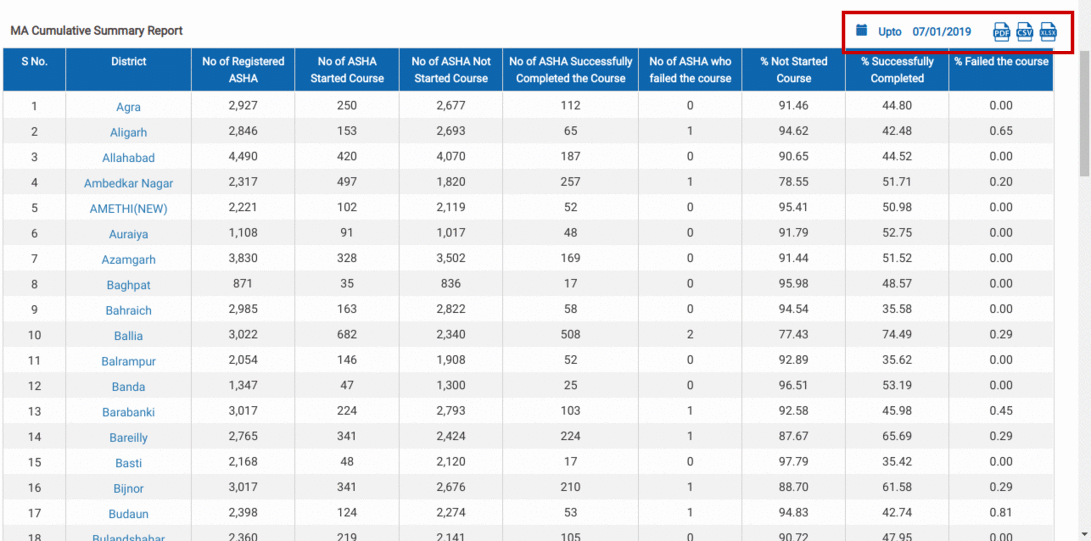 MA Cumulative Summary Report
Upto 07/01/2019 PDF CSV XLSX
S No. District No of Registered ASHA No of ASHA Started Course No of ASHA Not Started Course No of ASHA Successfully Completed the Course No of ASHA who failed the course % Not Started Course % Successfully Completed % Failed the course
1 Agra 2,927 250 2,677 112 0 91.46 44.80 0.00
2 Aligarh 2,846 153 2,693 65 1 94.62 42.48 0.65
3 Allahabad 4,490 420 4,070 187 0 90.65 44.52 0.00
4 Ambedkar Nagar 2,317 497 1,820 257 1 78.55 51.71 0.20
5 AMETHI(NEW) 2,221 102 2,119 52 0 95.41 50.98 0.00
6 Auraiya 1,108 91 1,017 48 0 91.79 52.75 0.00
7 Azamgarh 3,830 328 3,502 169 0 91.44 51.52 0.00
8 Baghpat 871 35 836 17 0 95.98 48.57 0.00
9 Bahraich 2,985 163 2,822 58 0 94.54 35.58 0.00
10 Ballia 3,022 682 2,340 508 2 77.43 74.49 0.29
11 Balrampur 2,054 146 1,908 52 0 92.89 35.62 0.00
12 Banda 1,347 47 1,300 25 0 96.51 53.19 0.00
13 Barabanki 3,017 224 2,793 103 1 92.58 45.98 0.45
14 Bareilly 2,765 341 2,424 224 1 87.67 65.69 0.29
15 Basti 2,168 48 2,120 17 0 97.79 35.42 0.00
16 Bijnor 3,017 341 2,676 210 1 88.70 61.58 0.29
17 Budaun 2,398 124 2,274 53 1 94.83 42.74 0.81
18 Bulandshahar 2,360 219 2,141 105 0 90.72 47.95 0.00